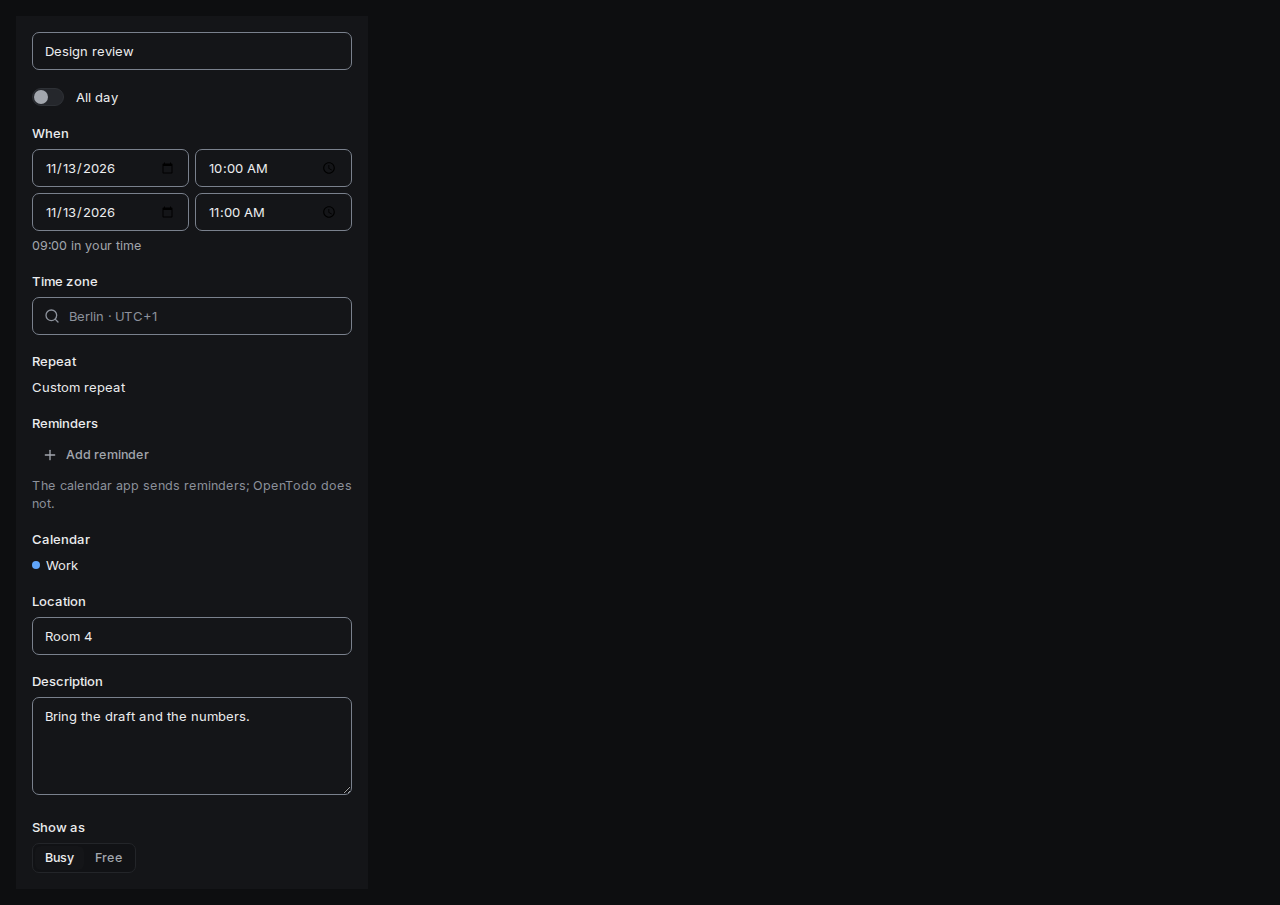 Design review
All day
When
11/13/2026 10:00 AM
11/13/2026 11:00 AM
09:00 in your time
Time zone
Berlin · UTC+1
Repeat
Custom repeat
Reminders
Add reminder
The calendar app sends reminders; OpenTodo does
not.
Calendar
Work
Location
Room 4
Description
Bring the draft and the numbers.
Show as
Busy Free